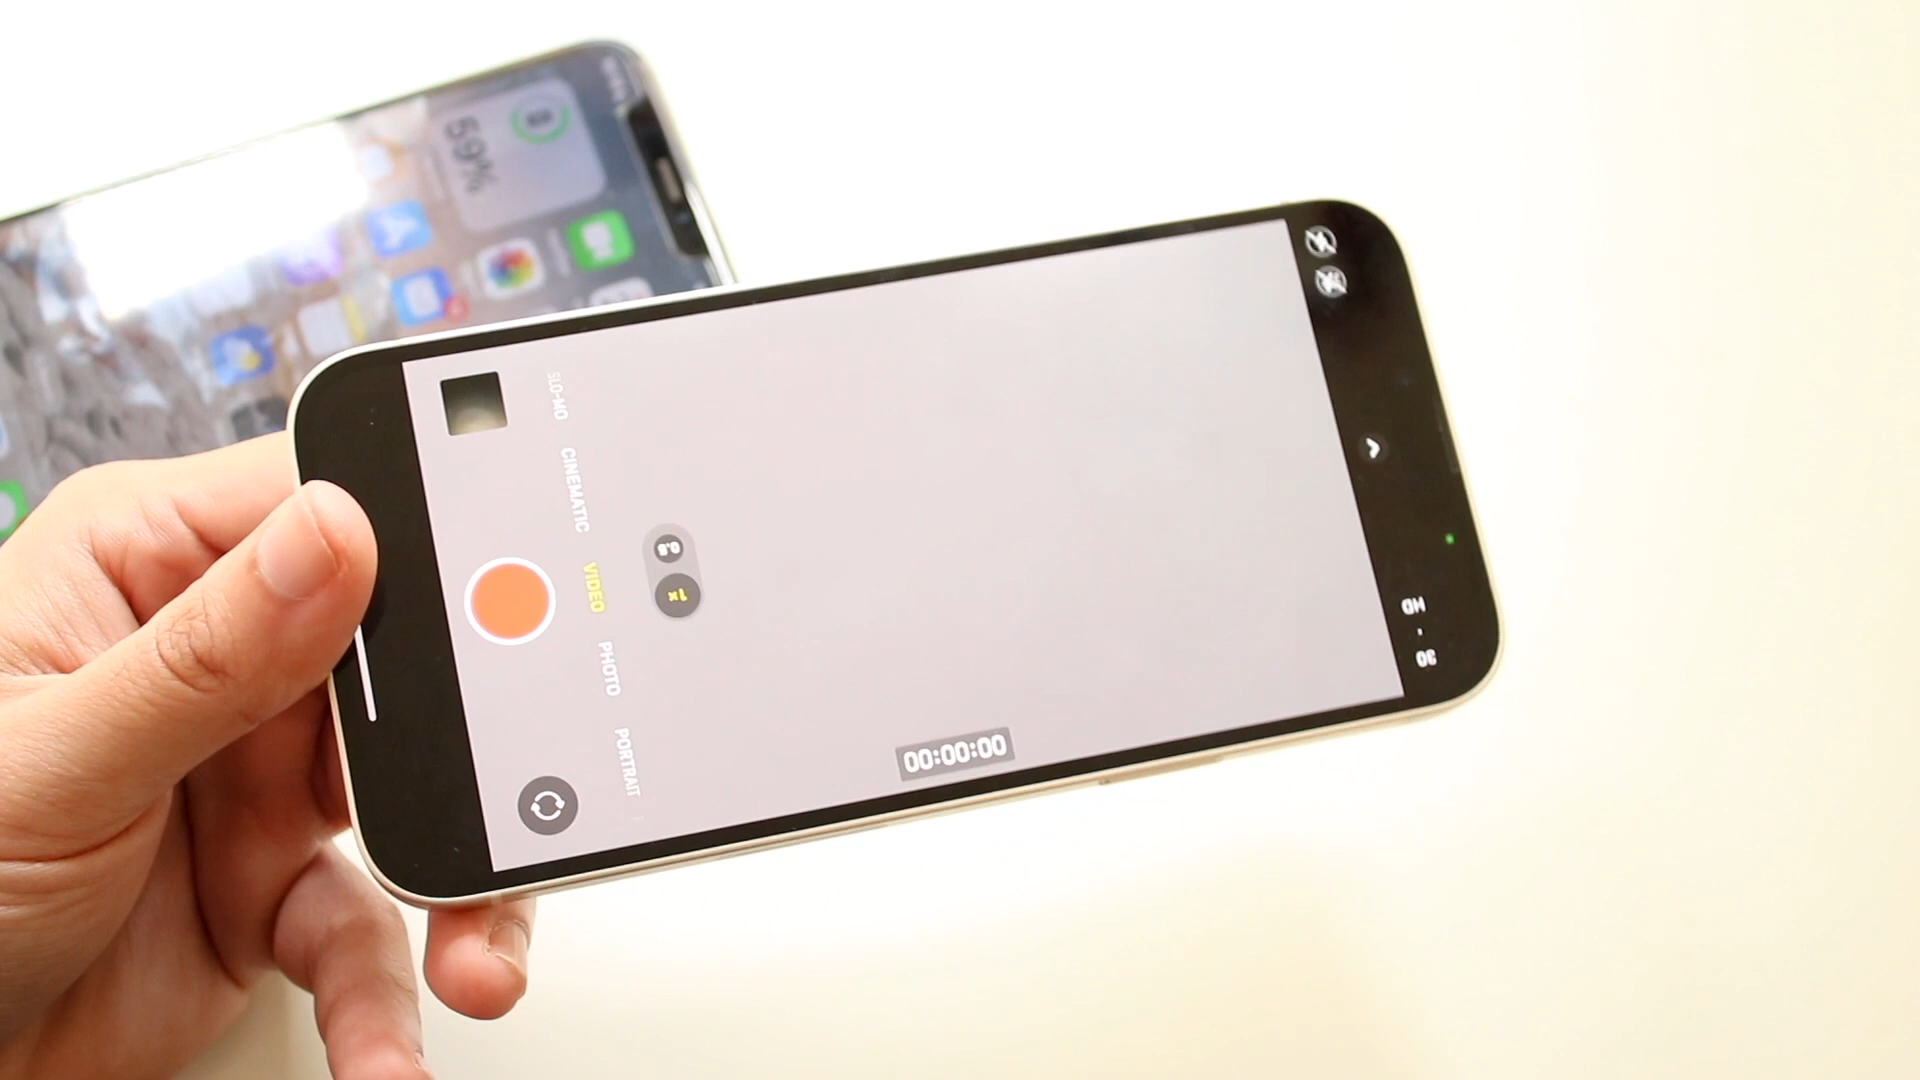 59%
SLO-MO
CINEMATIC
VIDEO
PHOTO
PORTRAIT
0.5
1x
00:00:00
HD · 30